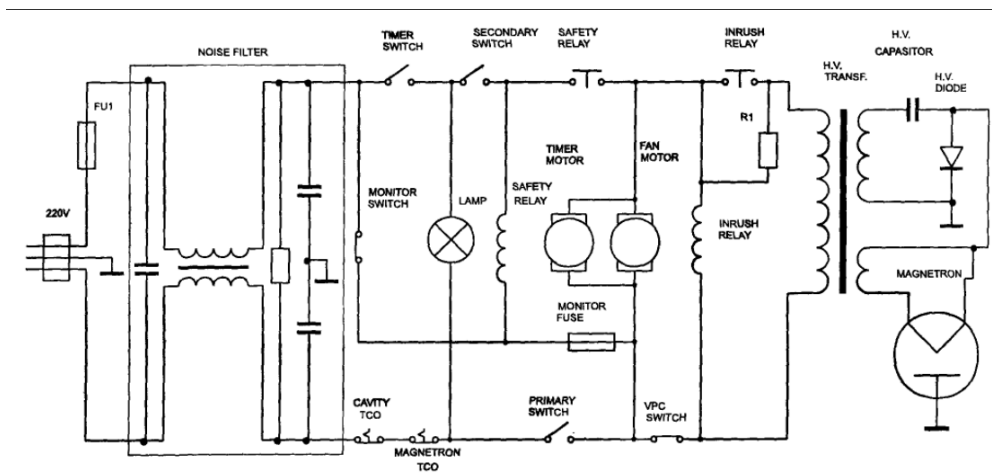 NOISE FILTER
TIMER
SWITCH
SECONDARY
SWITCH
SAFETY
RELAY
INRUSH
RELAY
H.V.
CAPASITOR
H.V.
TRANSF.
H.V.
DIODE
FU1
R1
TIMER
MOTOR
FAN
MOTOR
MONITOR
SWITCH
LAMP
SAFETY
RELAY
220V
INRUSH
RELAY
MAGNETRON
MONITOR
FUSE
CAVITY
TCO
MAGNETRON
TCO
PRIMARY
SWITCH
VPC
SWITCH